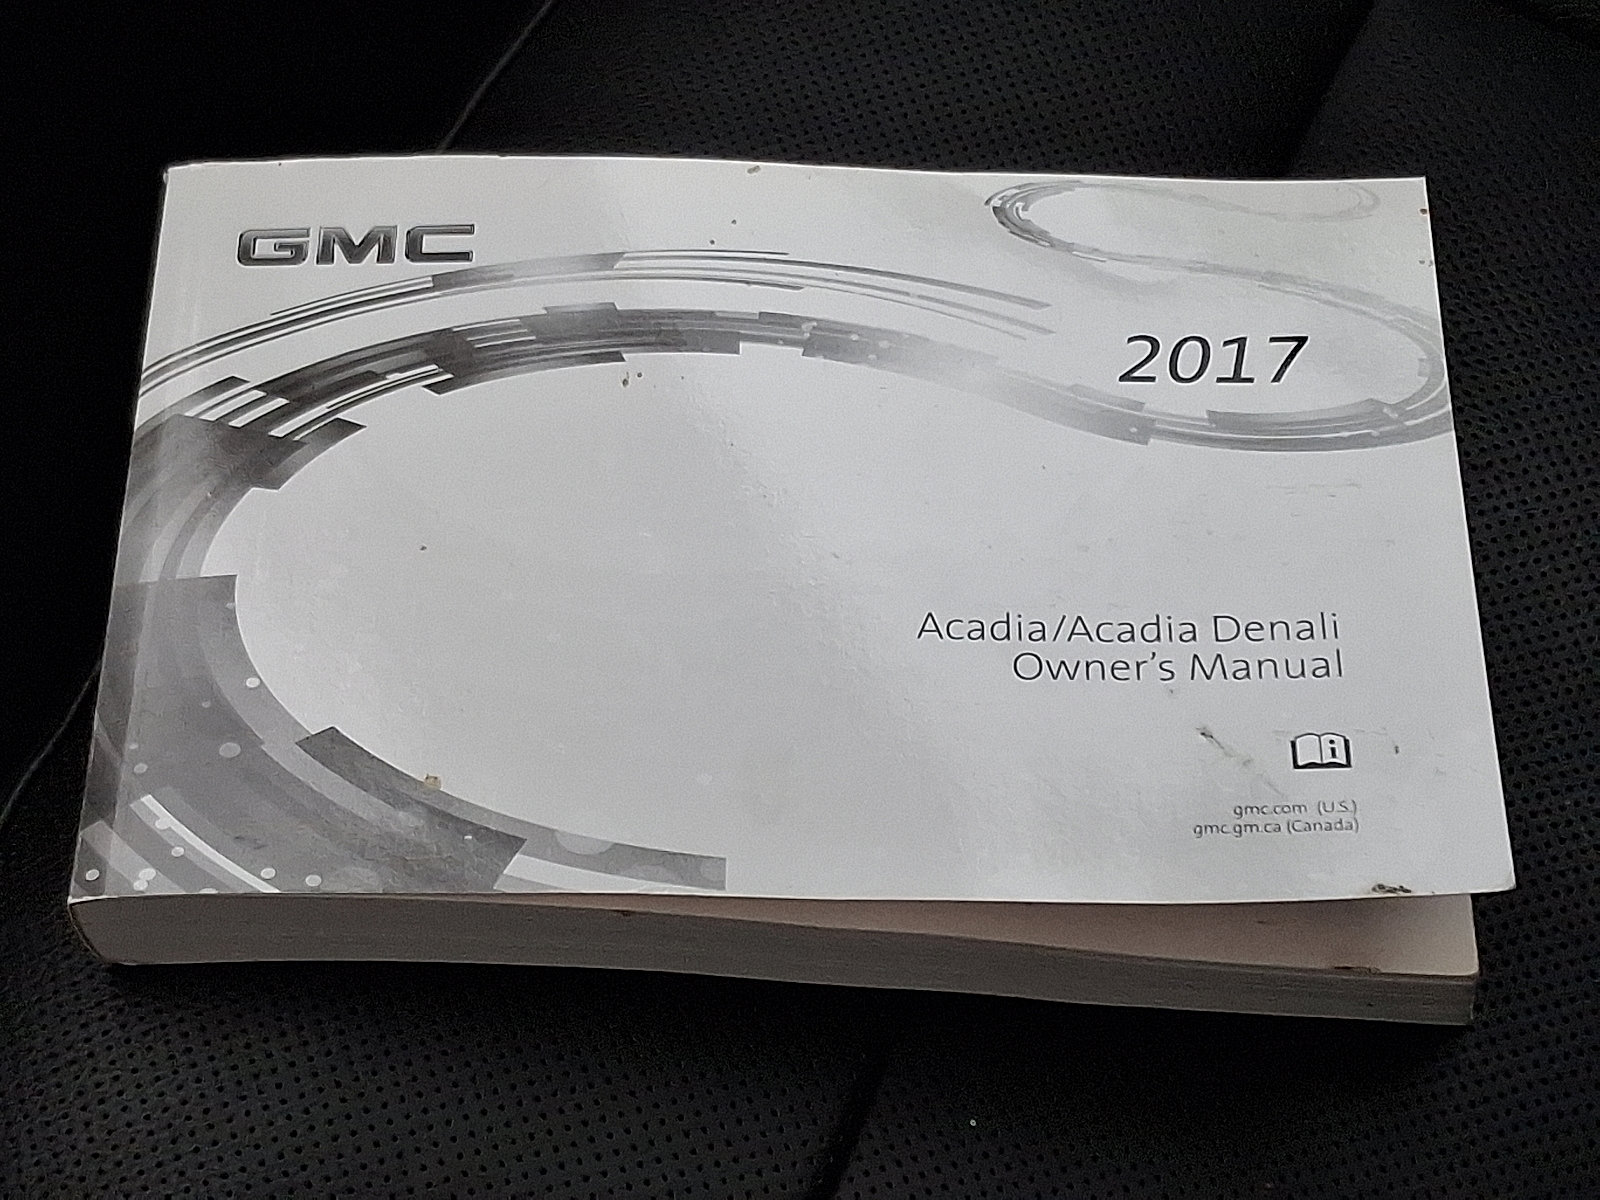 GMC
2017
Acadia/Acadia Denali
Owner's Manual
i
gmc.com (U.S.)
gmc.gm.ca (Canada)